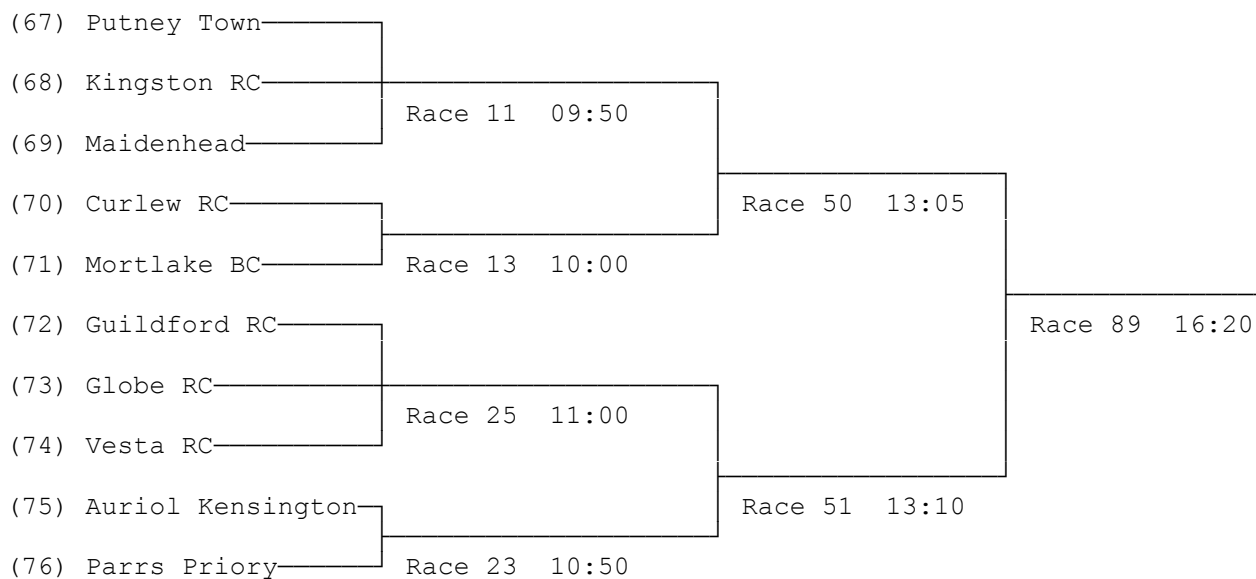 (67) Putney Town
(68) Kingston RC
Race 11 09:50
(69) Maidenhead
(70) Curlew RC
Race 50 13:05
(71) Mortlake BC
Race 13 10:00
(72) Guildford RC
Race 89 16:20
(73) Globe RC
Race 25 11:00
(74) Vesta RC
(75) Auriol Kensington
Race 51 13:10
(76) Parrs Priory
Race 23 10:50